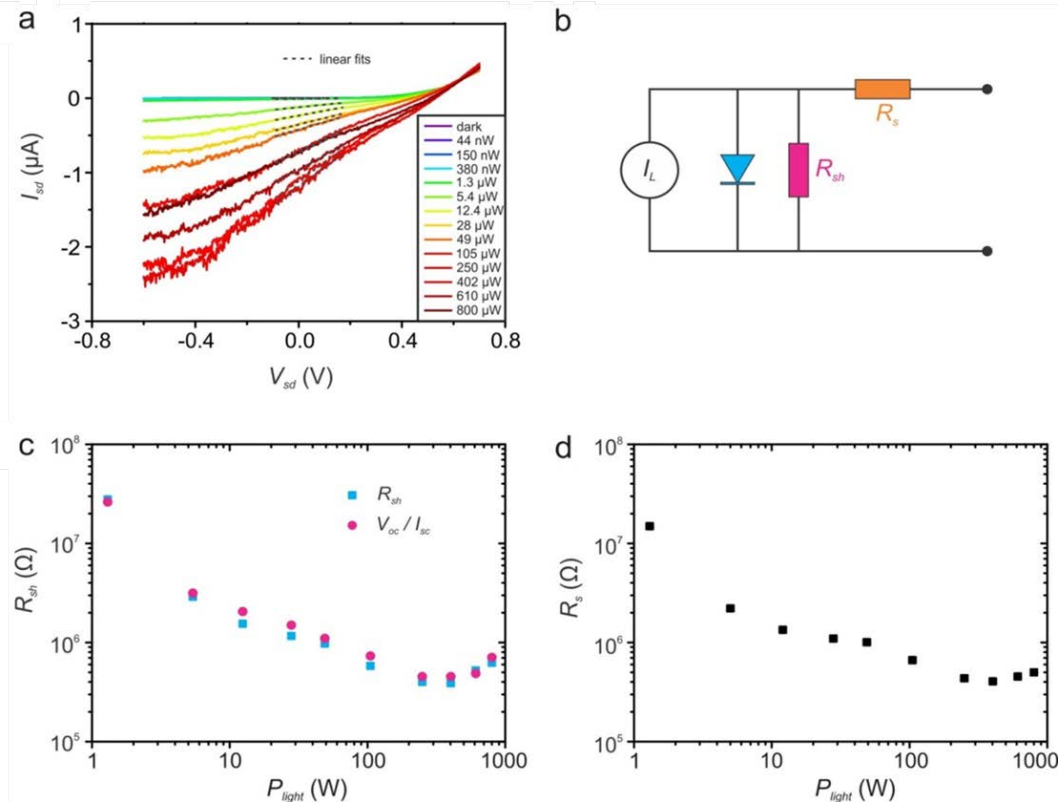 a
1
0
-1
-2
-3
I_sd (μA)
linear fits
dark
44 nW
150 nW
380 nW
1.3 μW
5.4 μW
12.4 μW
28 μW
49 μW
105 μW
250 μW
402 μW
610 μW
800 μW
-0.8 -0.4 0.0 0.4 0.8
V_sd (V)
b
I_L
R_s
R_sh
c
10^8
10^7
10^6
10^5
R_sh (Ω)
R_sh
V_oc / I_sc
1 10 100 1000
P_light (W)
d
10^8
10^7
10^6
10^5
R_s (Ω)
1 10 100 1000
P_light (W)